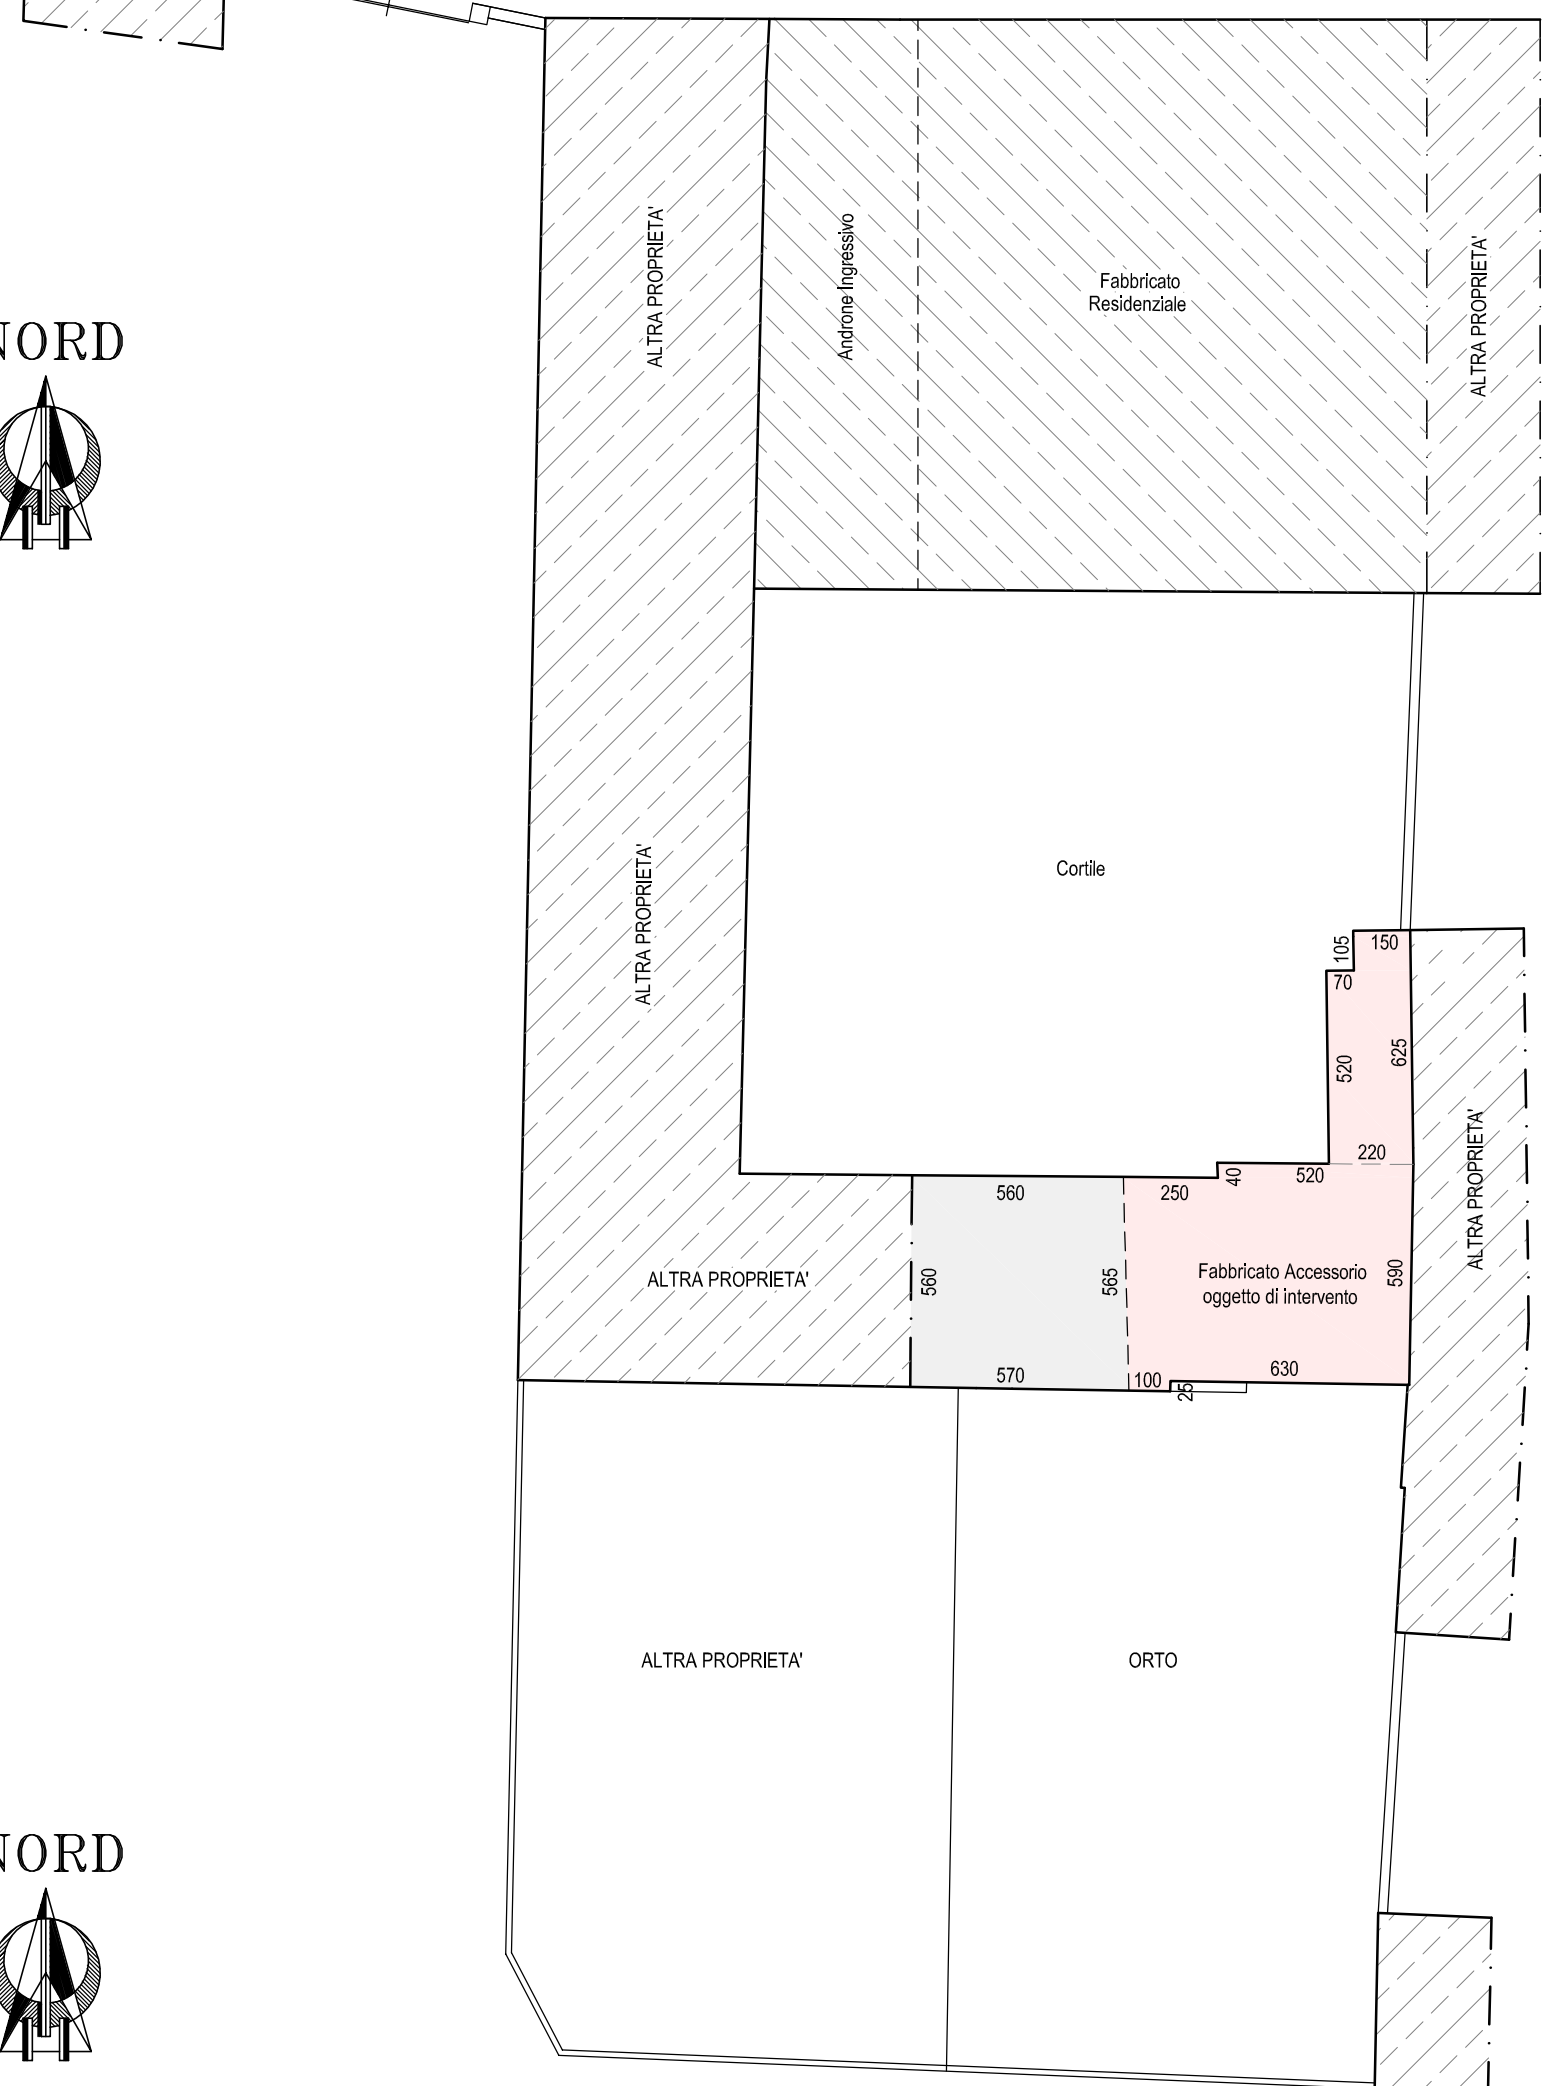 ALTRA PROPRIETA'
Androne Ingressivo
Fabbricato
Residenziale
ALTRA PROPRIETA'
NORD
ALTRA PROPRIETA'
Cortile
105
150
70
520
625
220
560
250
40
520
ALTRA PROPRIETA'
ALTRA PROPRIETA'
560
565
Fabbricato Accessorio
oggetto di intervento
590
570
100
25
630
ALTRA PROPRIETA'
ORTO
NORD